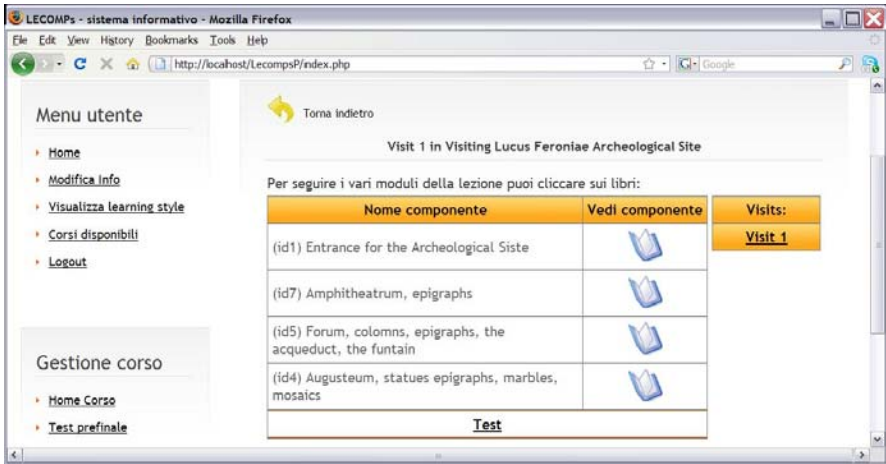 LECOMPs - sistema informativo - Mozilla Firefox
File Edit View History Bookmarks Tools Help
http://localhost/LecompsP/index.php
Google
Menu utente
Home
Modifica Info
Visualizza learning style
Corsi disponibili
Logout
Gestione corso
Home Corso
Test prefinale
Torna indietro
Visit 1 in Visiting Lucus Feroniae Archeological Site
Per seguire i vari moduli della lezione puoi cliccare sui libri:
Nome componente Vedi componente
(id1) Entrance for the Archeological Siste
(id7) Amphitheatrum, epigraphs
(id5) Forum, colomns, epigraphs, the
acqueduct, the funtain
(id4) Augusteum, statues epigraphs, marbles,
mosaics
Test
Visits:
Visit 1